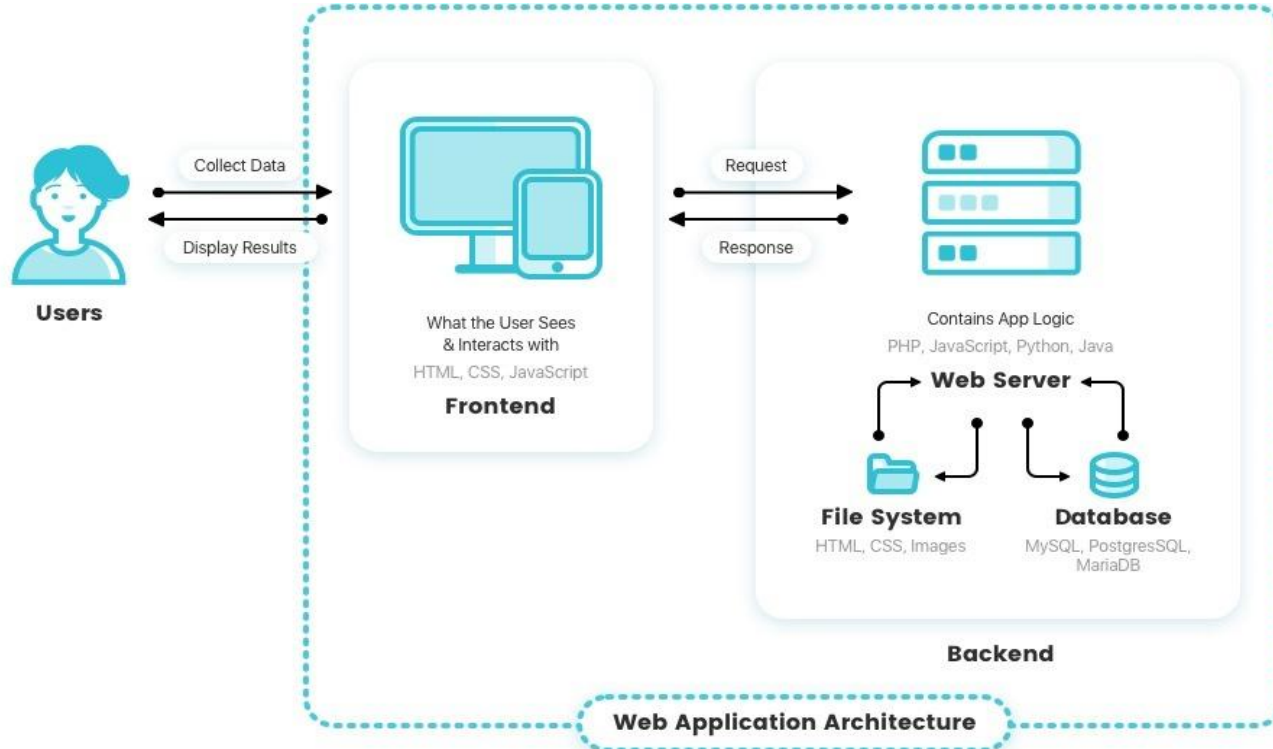 Collect Data
Display Results
Users
What the User Sees
& Interacts with
HTML, CSS, JavaScript
Frontend
Request
Response
Contains App Logic
PHP, JavaScript, Python, Java
Web Server
File System
HTML, CSS, Images
Database
MySQL, PostgresSQL,
MariaDB
Backend
Web Application Architecture